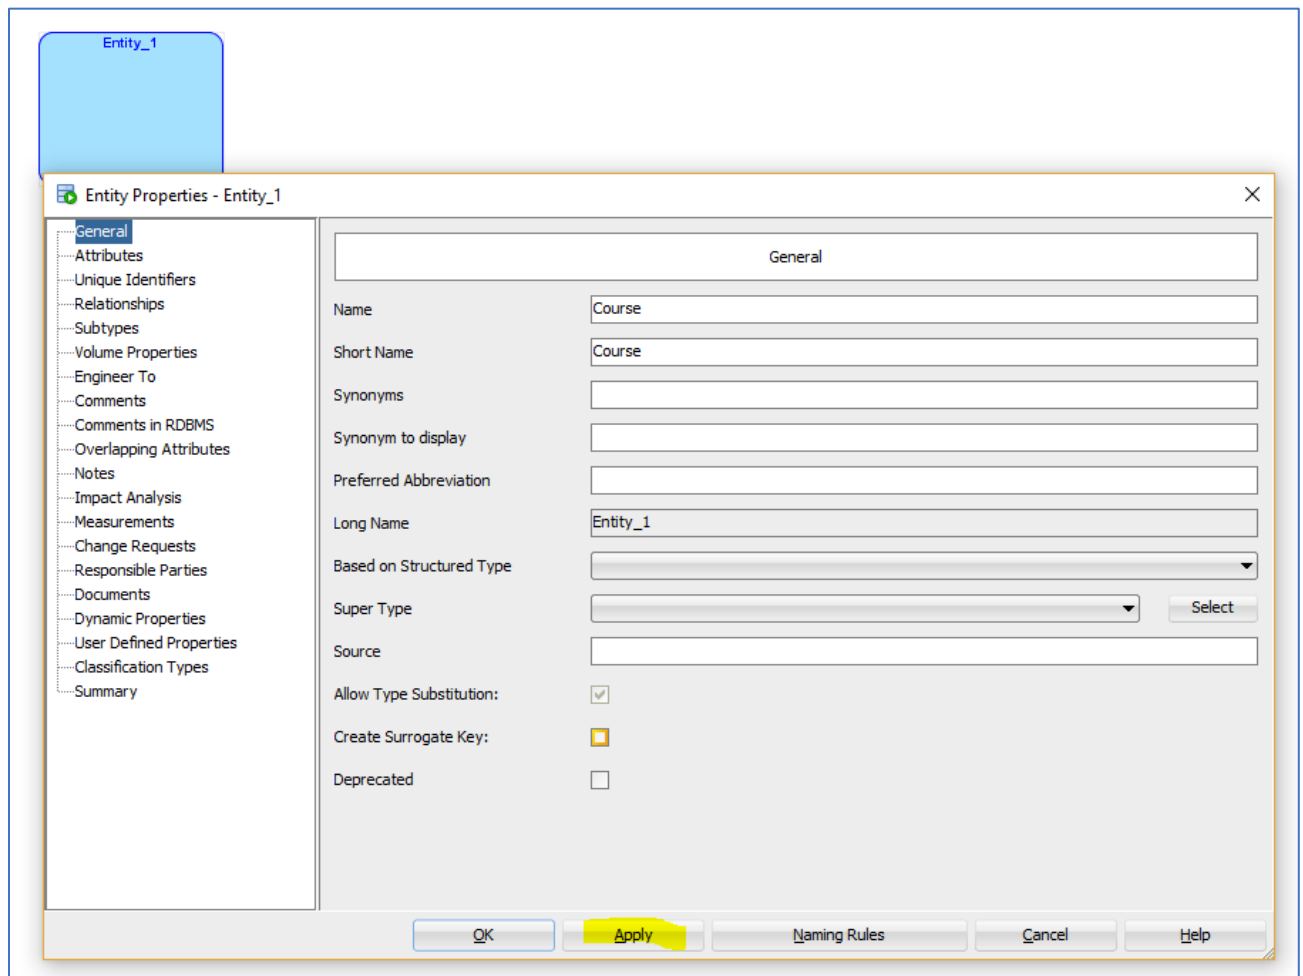 Entity_1
Entity Properties - Entity_1
General
Attributes
Unique Identifiers
Relationships
Subtypes
Volume Properties
Engineer To
Comments
Comments in RDBMS
Overlapping Attributes
Notes
Impact Analysis
Measurements
Change Requests
Responsible Parties
Documents
Dynamic Properties
User Defined Properties
Classification Types
Summary
General
Name Course
Short Name Course
Synonyms
Synonym to display
Preferred Abbreviation
Long Name Entity_1
Based on Structured Type
Super Type Select
Source
Allow Type Substitution:
Create Surrogate Key:
Deprecated
OK Apply Naming Rules Cancel Help